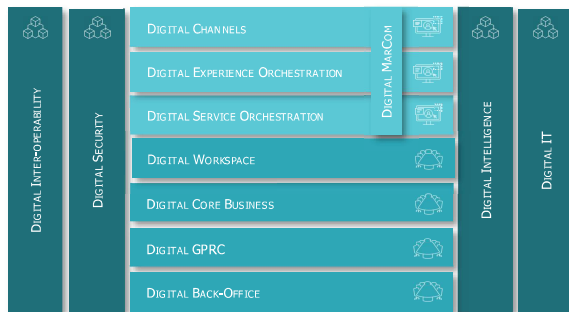 Digital Inter-operability
Digital Security
Digital Channels
Digital Experience Orchestration
Digital Service Orchestration
Digital MarCom
Digital Workspace
Digital Core Business
Digital GPRC
Digital Back-Office
Digital Intelligence
Digital IT